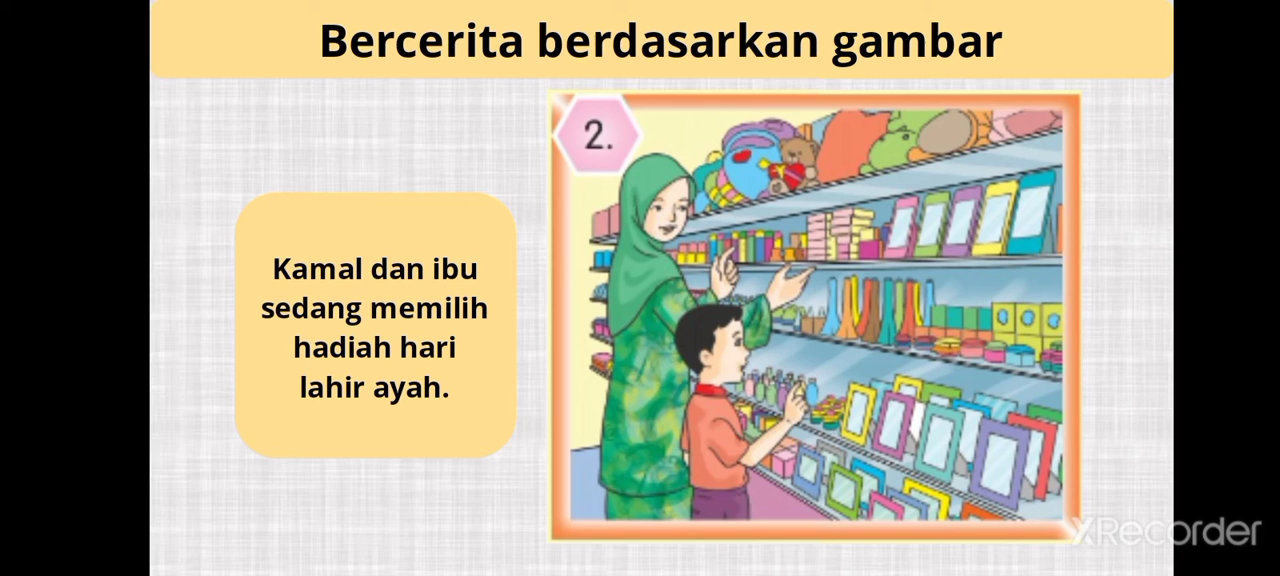 Bercerita berdasarkan gambar
2.
Kamal dan ibu
sedang memilih
hadiah hari
lahir ayah.
XRecorder